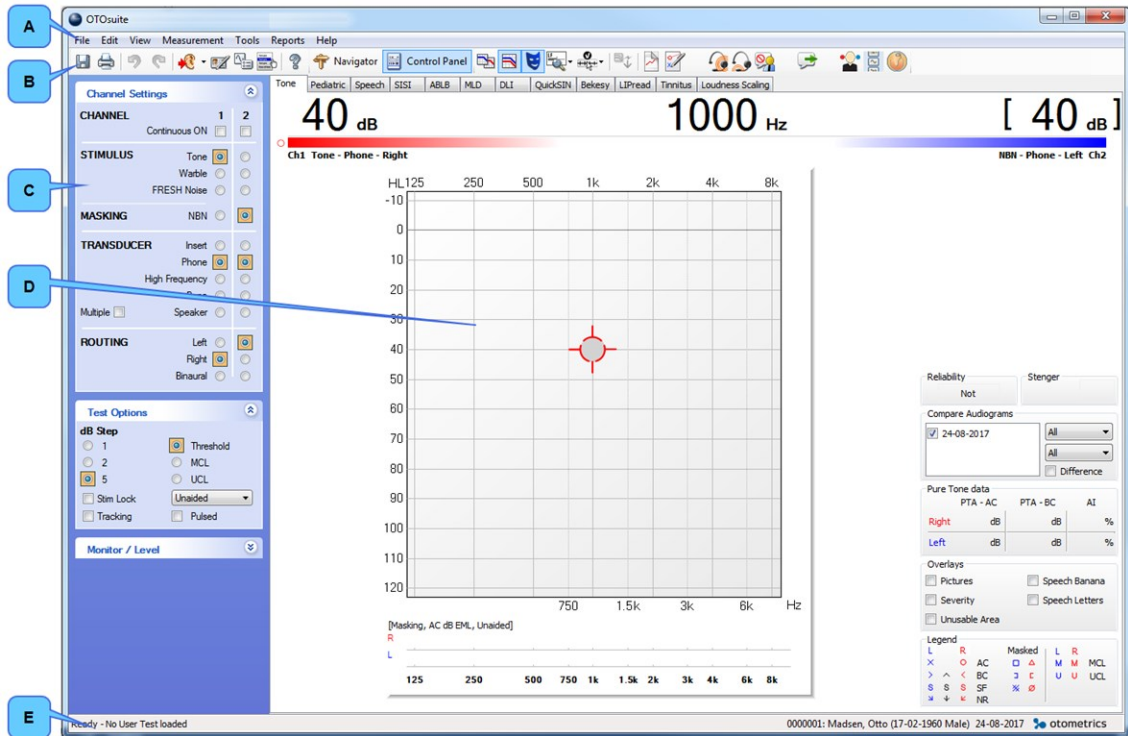 A
B
C
D
E
OTOsuite
File Edit View Measurement Tools Reports Help
Navigator Control Panel
Tone Pediatric Speech SISI ABLB MLD DLI QuickSIN Bekesy LIPread Tinnitus Loudness Scaling
40 dB 1000 Hz [ 40 dB ]
Ch1 Tone - Phone - Right NBN - Phone - Left Ch2
Channel Settings
CHANNEL 1 2
Continuous ON
STIMULUS Tone
Warble
FRESH Noise
MASKING NBN
TRANSDUCER Insert
Phone
High Frequency
Multiple Speaker
ROUTING Left
Right
Binaural
Test Options
dB Step
1 Threshold
2 MCL
5 UCL
Stim Lock Unaided
Tracking Pulsed
Monitor / Level
HL 125 250 500 1k 2k 4k 8k
-10
0
10
20
30
40
50
60
70
80
90
100
110
120
750 1.5k 3k 6k Hz
[Masking, AC dB EML, Unaided]
R
L
125 250 500 750 1k 1.5k 2k 3k 4k 6k 8k
Reliability Stenger
Not
Compare Audiograms
24-08-2017 All
All
Difference
Pure Tone data
PTA - AC PTA - BC AI
Right dB dB %
Left dB dB %
Overlays
Pictures Speech Banana
Severity Speech Letters
Unusable Area
Legend
L R Masked L R
AC M M MCL
BC U U UCL
S S S SF
NR
Ready - No User Test loaded 0000001: Madsen, Otto (17-02-1960 Male) 24-08-2017 otometrics